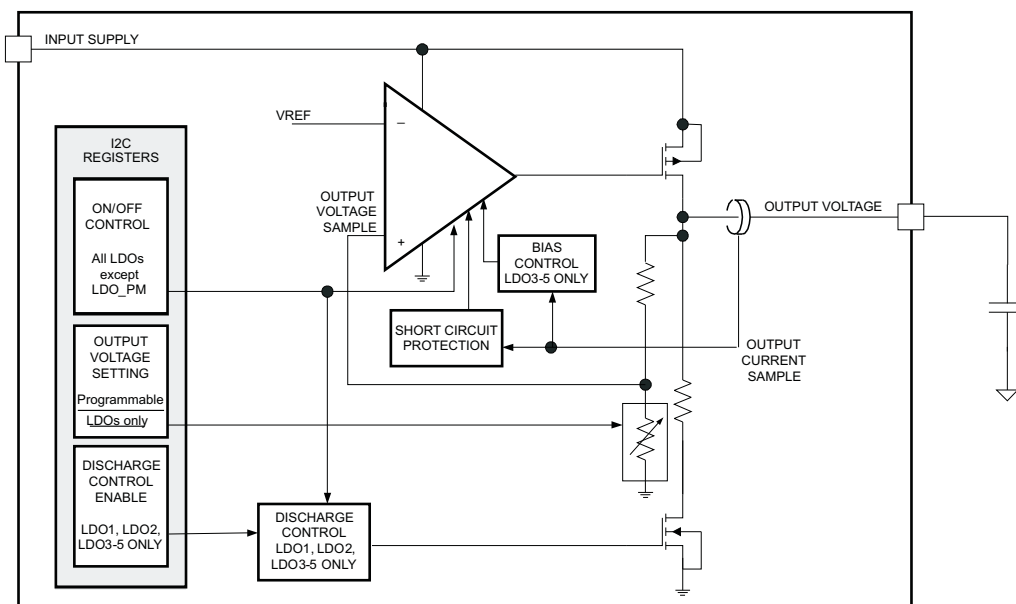 INPUT SUPPLY
VREF
I2C
REGISTERS
ON/OFF
CONTROL
All LDOs
except
LDO_PM
OUTPUT
VOLTAGE
SETTING
Programmable
LDOs only
DISCHARGE
CONTROL
ENABLE
LDO1, LDO2,
LDO3-5 ONLY
OUTPUT
VOLTAGE
SAMPLE
−
+
BIAS
CONTROL
LDO3-5 ONLY
SHORT CIRCUIT
PROTECTION
OUTPUT VOLTAGE
OUTPUT
CURRENT
SAMPLE
DISCHARGE
CONTROL
LDO1, LDO2,
LDO3-5 ONLY